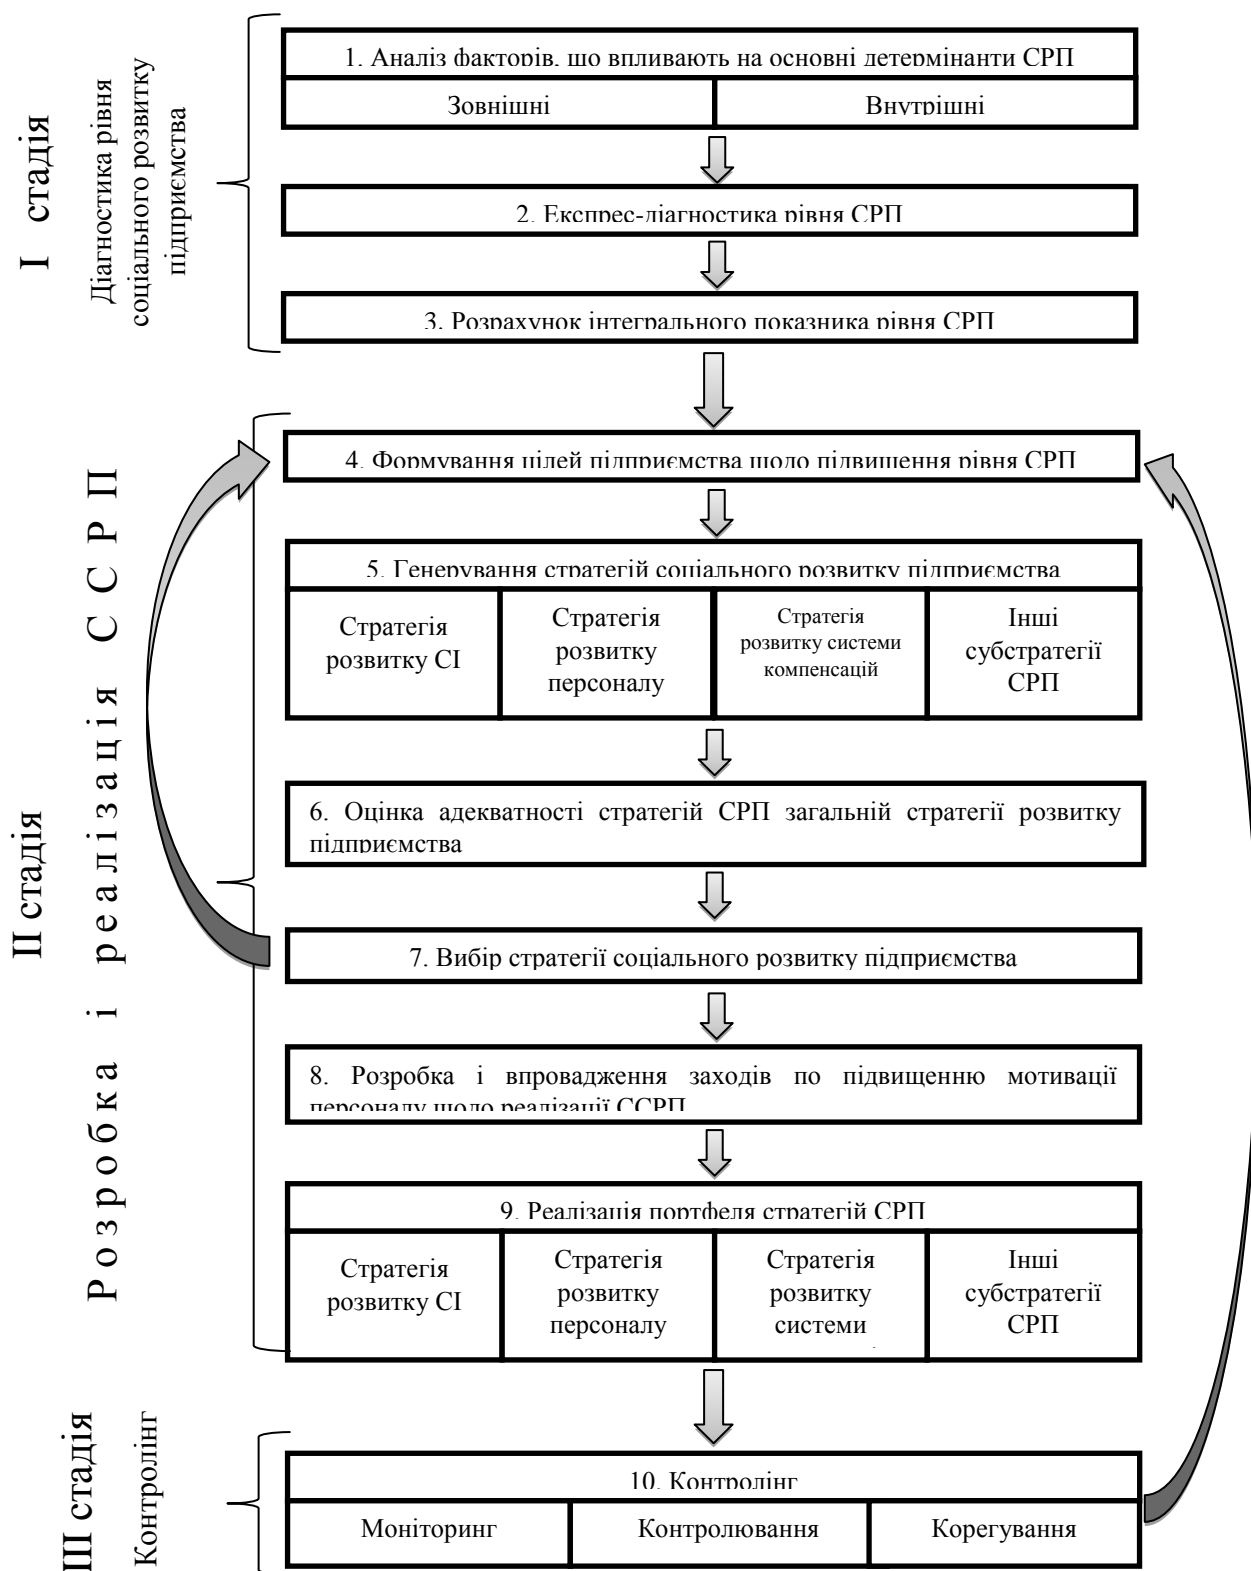 І стадія
Діагностика рівня
соціального розвитку
підприємства
1. Аналіз факторів, що впливають на основні детермінанти СРП
Зовнішні
Внутрішні
2. Експрес-діагностика рівня СРП
3. Розрахунок інтегрального показника рівня СРП
ІІ стадія
Розробка і реалізація ССРП
4. Формування цілей підприємства щодо підвищення рівня СРП
5. Генерування стратегій соціального розвитку підприємства
Стратегія
розвитку СІ
Стратегія
розвитку
персоналу
Стратегія
розвитку системи
компенсацій
Інші
субстратегії
СРП
6. Оцінка адекватності стратегій СРП загальній стратегії розвитку
підприємства
7. Вибір стратегії соціального розвитку підприємства
8. Розробка і впровадження заходів по підвищенню мотивації
персоналу щодо реалізації ССРП
9. Реалізація портфеля стратегій СРП
Стратегія
розвитку СІ
Стратегія
розвитку
персоналу
Стратегія
розвитку
системи
Інші
субстратегії
СРП
ІІІ стадія
Контролінг
10. Контролінг
Моніторинг
Контролювання
Корегування